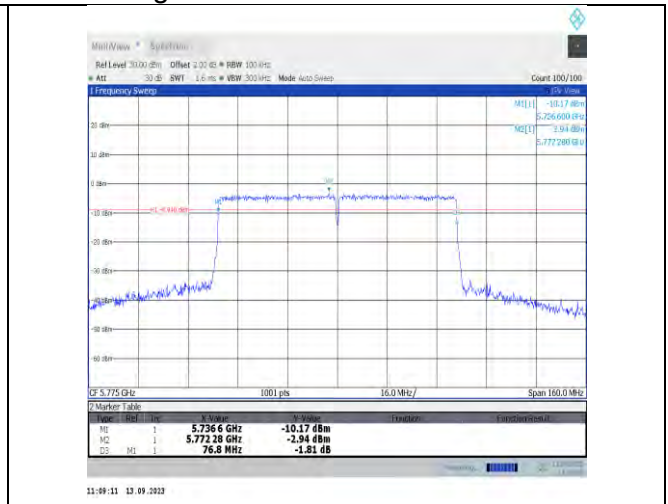 MultiView Spectrum
Ref Level 30.00 dBm Offset 2.00 dB RBW 100 kHz
Att 30 dB SWT 1.6 ms VBW 300 kHz Mode Auto Sweep Count 100/100
1 Frequency Sweep
M1[1] -10.17 dBm
5.736 600 GHz
M2[1] -2.94 dBm
5.772 280 GHz
20 dBm
10 dBm
0 dBm
-10 dBm
-20 dBm
-30 dBm
-40 dBm
-50 dBm
-60 dBm
CF 5.775 GHz 1001 pts 16.0 MHz/ Span 160.0 MHz
2 Marker Table
Type Ref Trc X-Value Y-Value Function Function Result
M1 1 5.736 6 GHz -10.17 dBm
M2 1 5.772 28 GHz -2.94 dBm
D3 M1 1 76.8 MHz -1.81 dB
11:09:11 13.09.2023